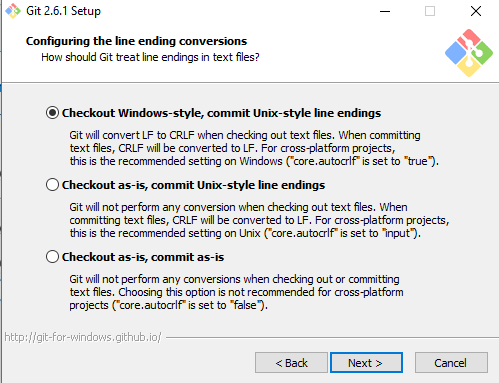 Git 2.6.1 Setup
Configuring the line ending conversions
How should Git treat line endings in text files?
Checkout Windows-style, commit Unix-style line endings
Git will convert LF to CRLF when checking out text files. When committing
text files, CRLF will be converted to LF. For cross-platform projects,
this is the recommended setting on Windows ("core.autocrlf" is set to "true").
Checkout as-is, commit Unix-style line endings
Git will not perform any conversion when checking out text files. When
committing text files, CRLF will be converted to LF. For cross-platform projects,
this is the recommended setting on Unix ("core.autocrlf" is set to "input").
Checkout as-is, commit as-is
Git will not perform any conversions when checking out or committing
text files. Choosing this option is not recommended for cross-platform
projects ("core.autocrlf" is set to "false").
http://git-for-windows.github.io/
< Back
Next >
Cancel